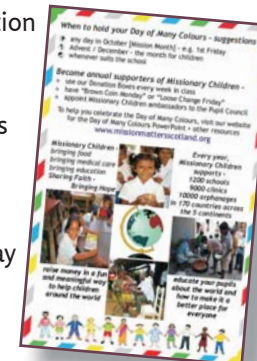 tion
s
ay
When to hold your Day of Many Colours - suggestions
any day in October [Mission Month] - e.g. 1st Friday
Advent / December - the month for children
whenever suits the school
Become annual supporters of Missionary Children -
use our Donation Boxes every week in class
have "Brown Coin Monday" or "Loose Change Friday"
appoint Missionary Children ambassadors to the Pupil Council
To help you celebrate the Day of Many Colours, visit our website
for the Day of Many Colours PowerPoint + other resources
www.missionmattersscotland.org
Missionary Children -
bringing food
bringing medical care
bringing education
Sharing Faith -
Bringing Hope
Every year,
Missionary Children
supports -
1200 schools
9000 clinics
10000 orphanages
in 170 countries across
the 5 continents
raise money in a fun
and meaningful way
to help children
around the world
educate your pupils
about the world and
how to make it a
better place for
everyone